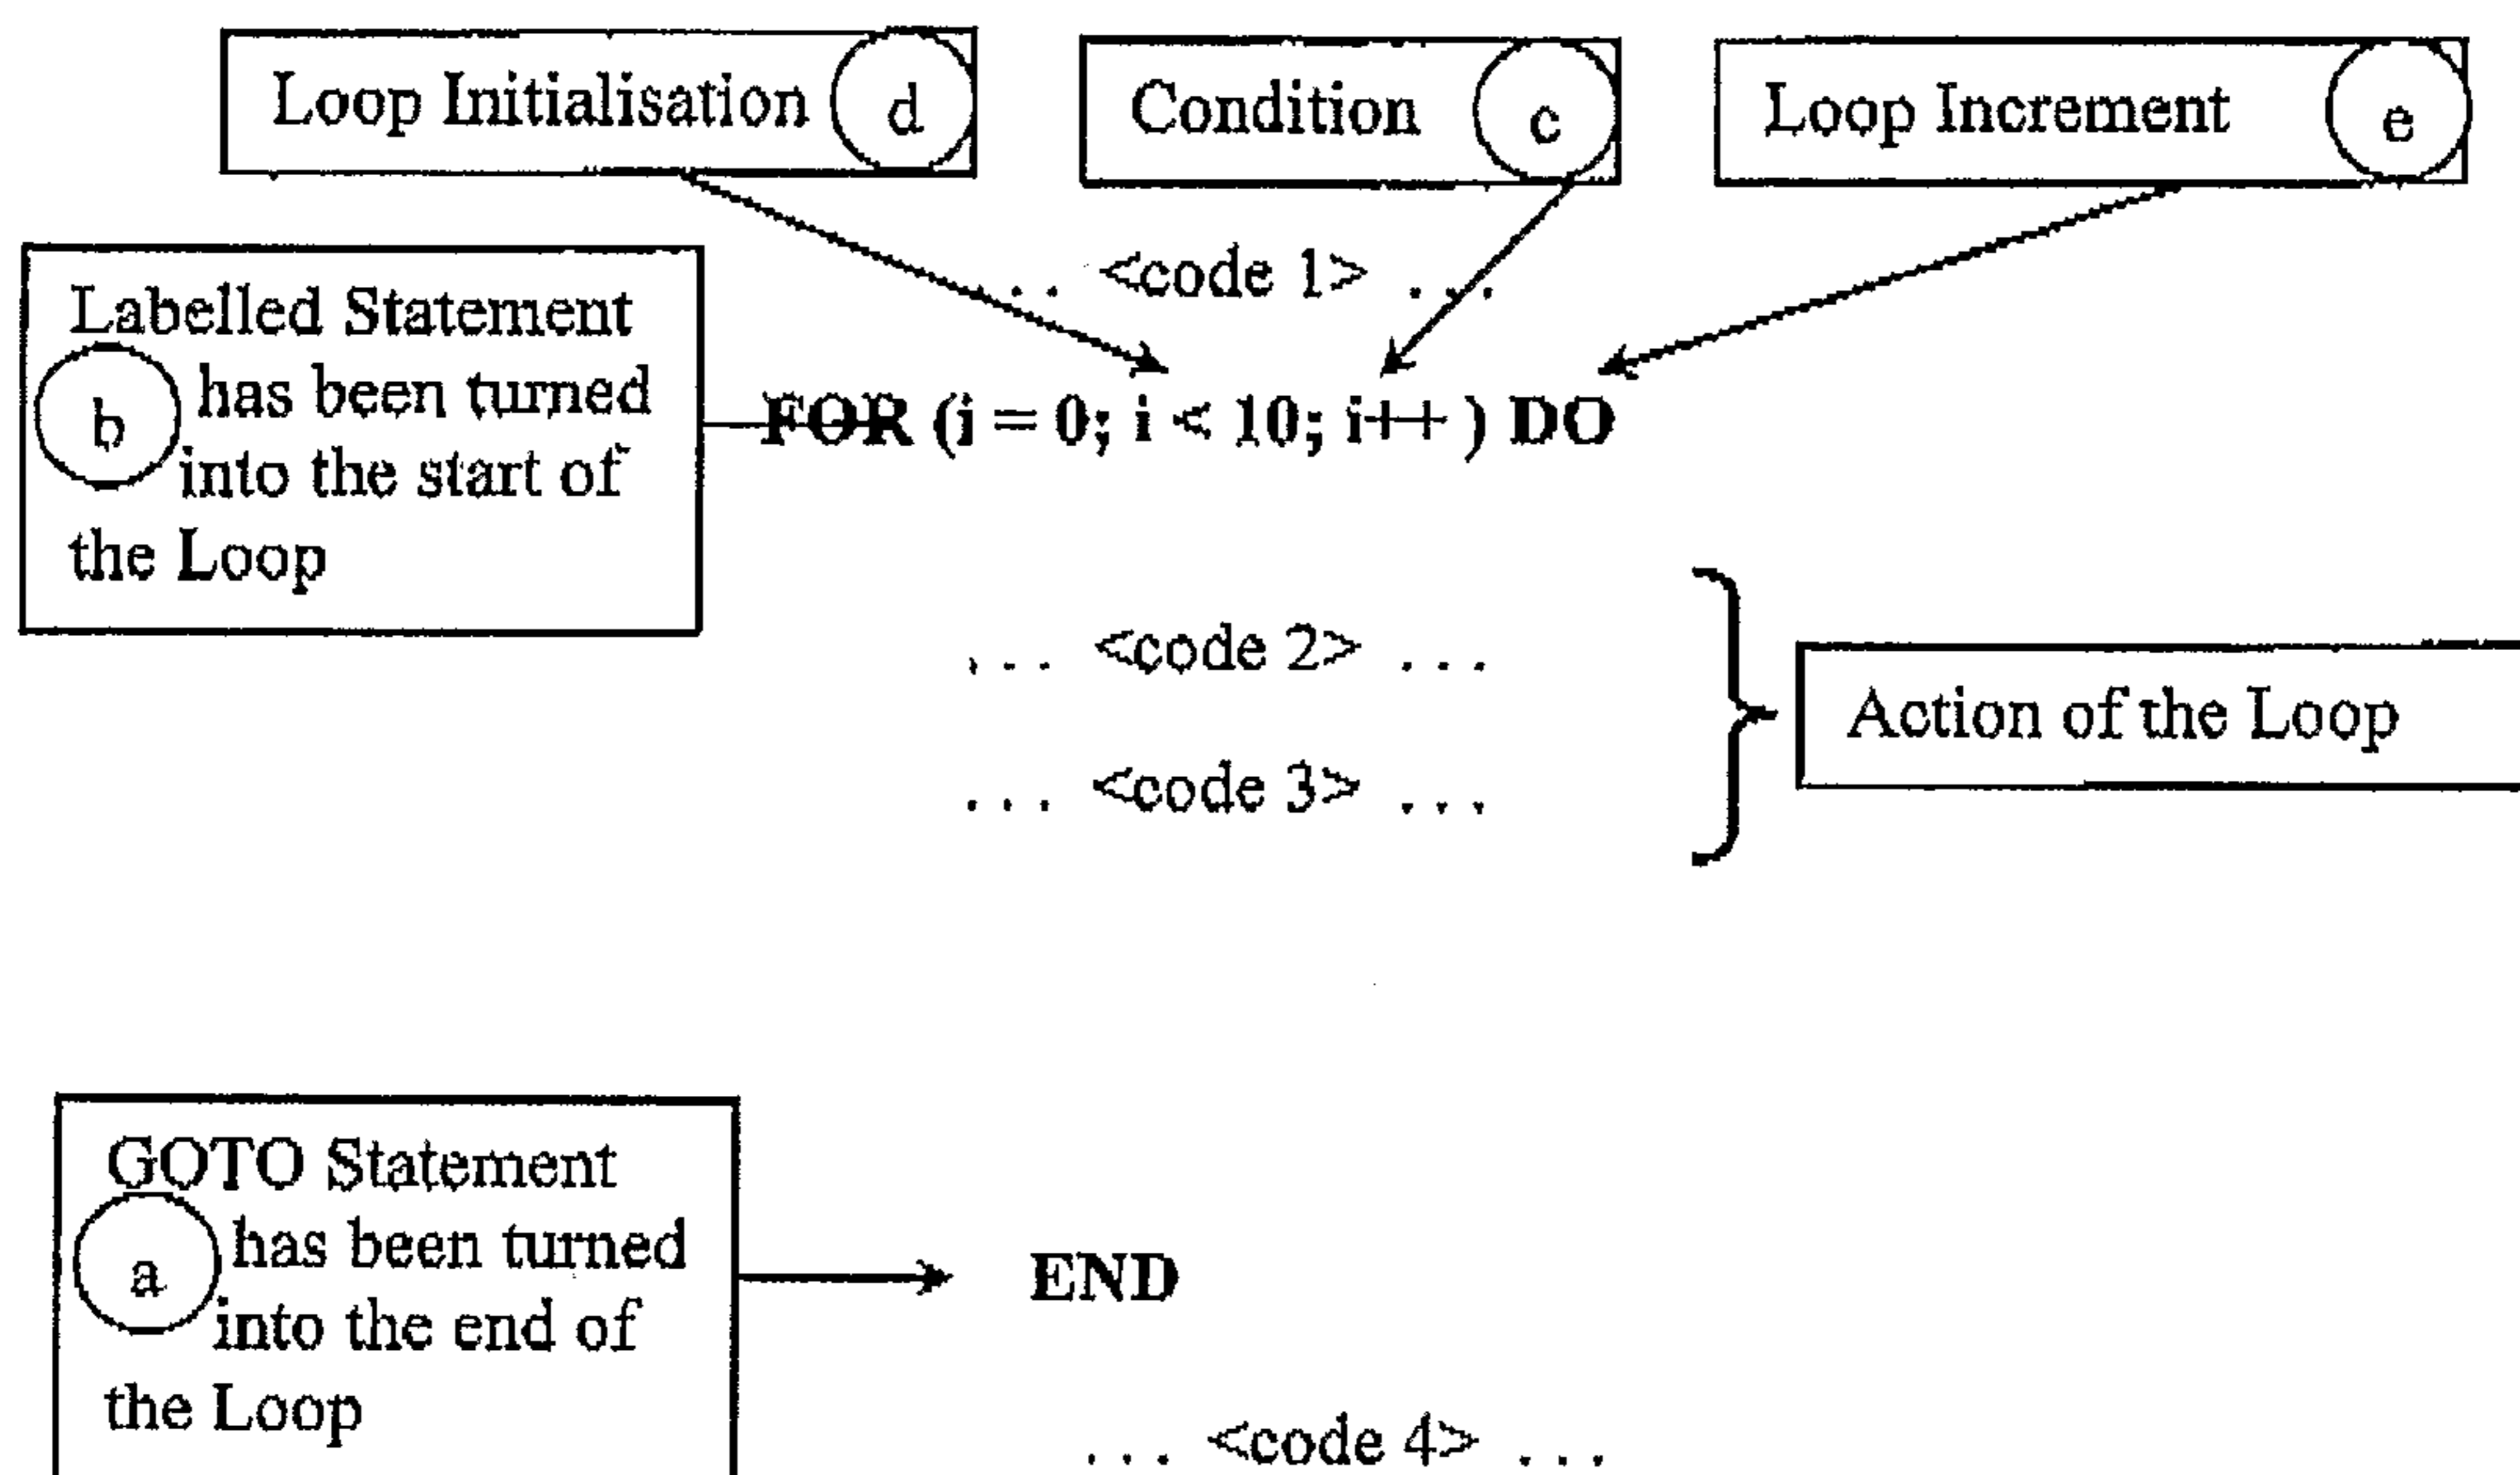 Loop Initialisation d
Condition c
Loop Increment e
. . <code 1> . . .
Labelled Statement
b has been turned
into the start of
the Loop
FOR (i = 0; i < 10; i++ ) DO
. . . <code 2> . . .
. . . <code 3> . . .
Action of the Loop
GOTO Statement
a has been turned
into the end of
the Loop
END
. . . <code 4> . . .